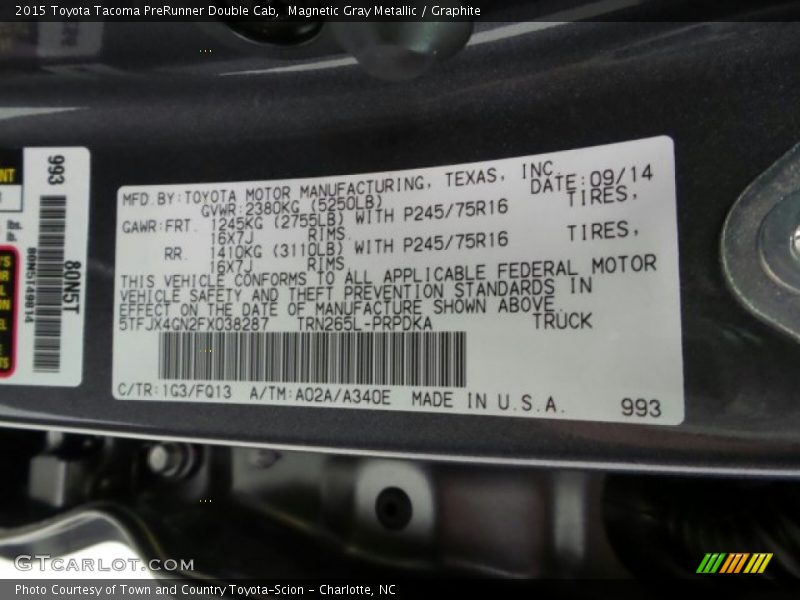 2015 Toyota Tacoma PreRunner Double Cab,  Magnetic Gray Metallic / Graphite
993
80N5T
MFD. BY: TOYOTA MOTOR MANUFACTURING, TEXAS, INC.
GVWR: 2380KG (5250LB) DATE: 09/14
GAWR: FRT. 1245KG (2755LB) WITH P245/75R16 TIRES,
16X7J RIMS
RR. 1410KG (3110LB) WITH P245/75R16 TIRES,
16X7J RIMS
THIS VEHICLE CONFORMS TO ALL APPLICABLE FEDERAL MOTOR
VEHICLE SAFETY AND THEFT PREVENTION STANDARDS IN
EFFECT ON THE DATE OF MANUFACTURE SHOWN ABOVE.
5TFJX4GN2FX038287 TRN265L-PRPDKA TRUCK
C/TR: 1G3/FQ13 A/TM: A02A/A340E MADE IN U.S.A. 993
GTCARLOT.COM
Photo Courtesy of Town and Country Toyota-Scion - Charlotte, NC